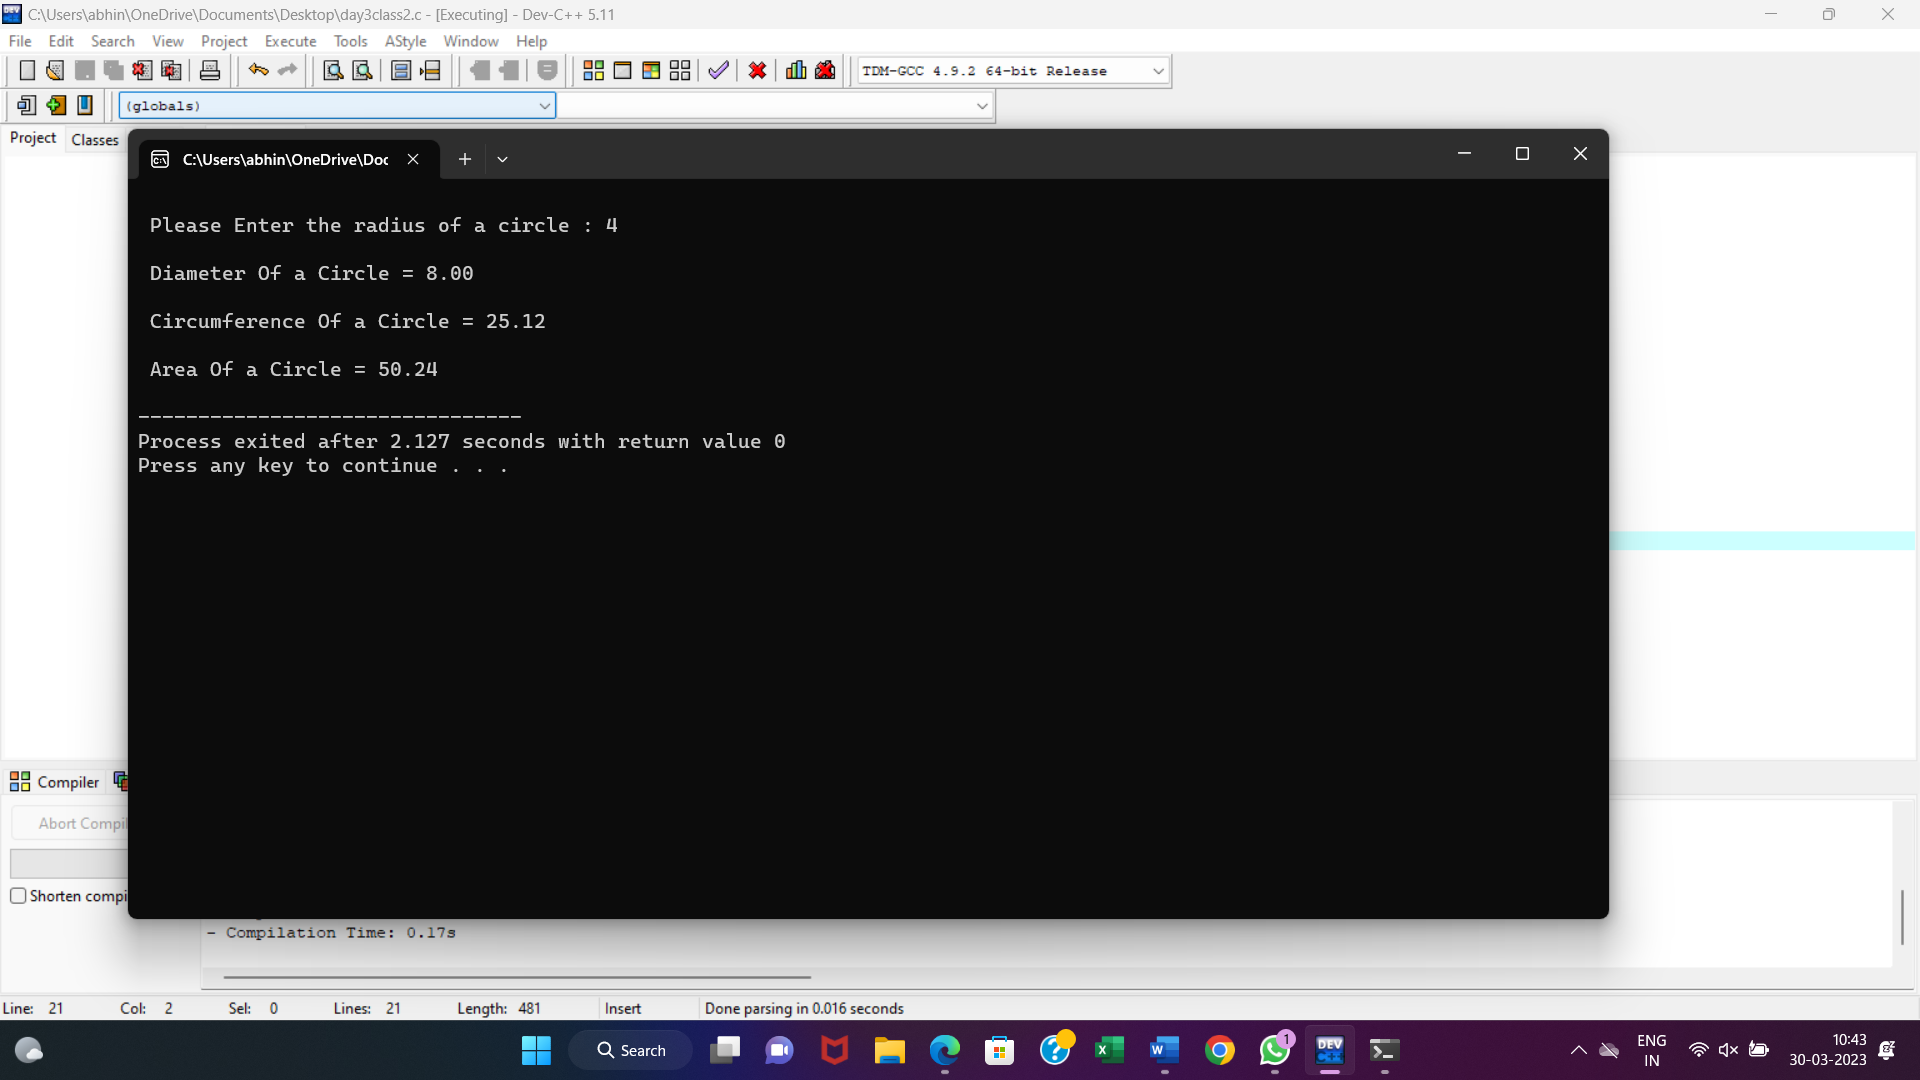 C:\Users\abhin\OneDrive\Documents\Desktop\day3class2.c - [Executing] - Dev-C++ 5.11
File Edit Search View Project Execute Tools AStyle Window Help
TDM-GCC 4.9.2 64-bit Release
(globals)
Project Classes
C:\Users\abhin\OneDrive\Doc
Please Enter the radius of a circle : 4
Diameter Of a Circle = 8.00
Circumference Of a Circle = 25.12
Area Of a Circle = 50.24
--------------------------------
Process exited after 2.127 seconds with return value 0
Press any key to continue . . .
Compiler
Abort Compil
Shorten compi
- Compilation Time: 0.17s
Line: 21 Col: 2 Sel: 0 Lines: 21 Length: 481 Insert Done parsing in 0.016 seconds
Search
DEV C++
1
ENG
IN
10:43
30-03-2023